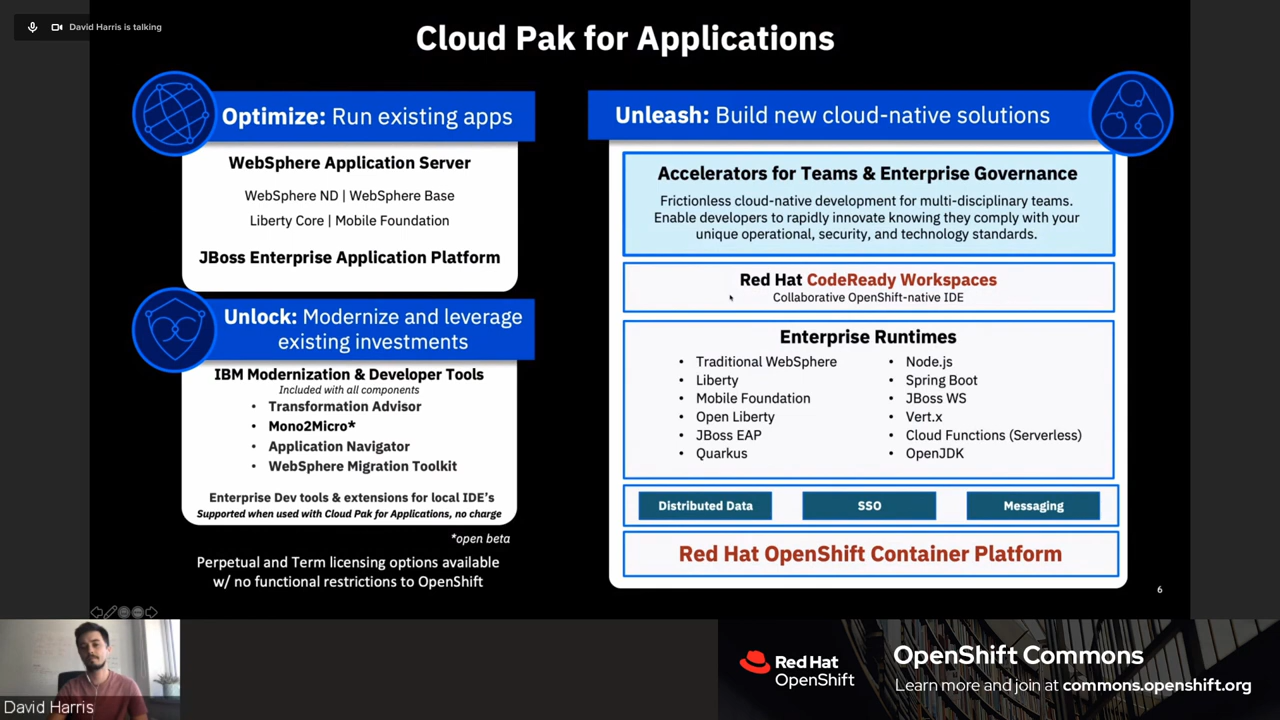 David Harris is talking
Cloud Pak for Applications
Optimize: Run existing apps
WebSphere Application Server
WebSphere ND | WebSphere Base
Liberty Core | Mobile Foundation
JBoss Enterprise Application Platform
Unlock: Modernize and leverage
existing investments
IBM Modernization & Developer Tools
Included with all components
• Transformation Advisor
• Mono2Micro*
• Application Navigator
• WebSphere Migration Toolkit
Enterprise Dev tools & extensions for local IDE's
Supported when used with Cloud Pak for Applications, no charge
*open beta
Perpetual and Term licensing options available
w/ no functional restrictions to OpenShift
Unleash: Build new cloud-native solutions
Accelerators for Teams & Enterprise Governance
Frictionless cloud-native development for multi-disciplinary teams.
Enable developers to rapidly innovate knowing they comply with your
unique operational, security, and technology standards.
Red Hat CodeReady Workspaces
Collaborative OpenShift-native IDE
Enterprise Runtimes
• Traditional WebSphere
• Liberty
• Mobile Foundation
• Open Liberty
• JBoss EAP
• Quarkus
• Node.js
• Spring Boot
• JBoss WS
• Vert.x
• Cloud Functions (Serverless)
• OpenJDK
Distributed Data
SSO
Messaging
Red Hat OpenShift Container Platform
6
David Harris
Red Hat
OpenShift
OpenShift Commons
Learn more and join at commons.openshift.org